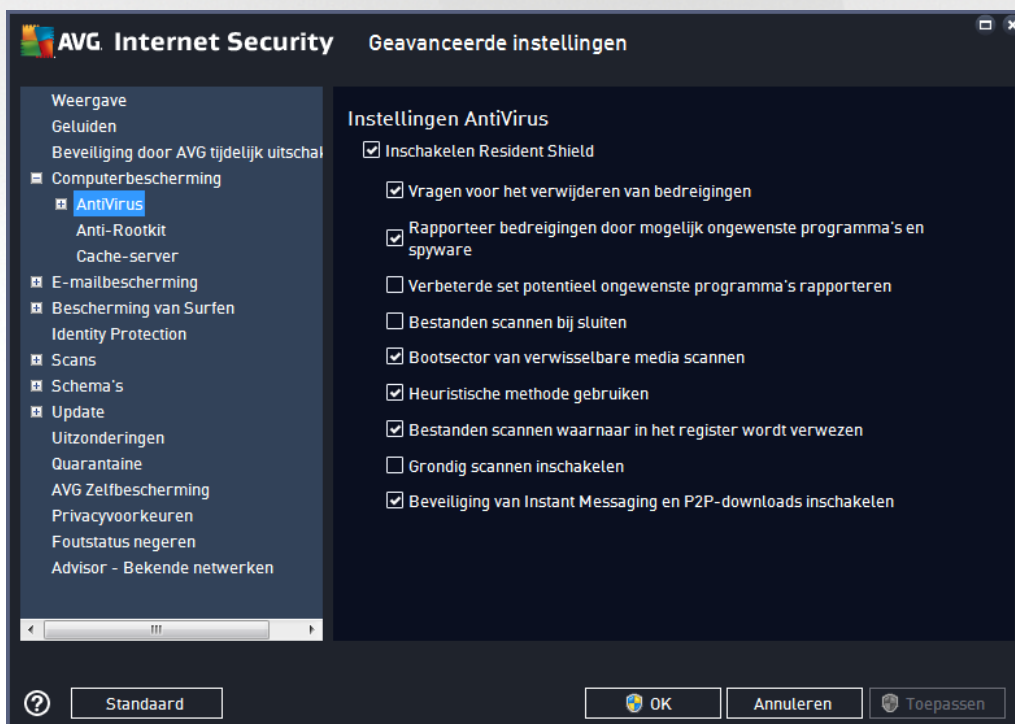 AVG. Internet Security
Geavanceerde instellingen
Weergave
Geluiden
Beveiliging door AVG tijdelijk uitschak
Computerbescherming
AntiVirus
Anti-Rootkit
Cache-server
E-mailbescherming
Bescherming van Surfen
Identity Protection
Scans
Schema's
Update
Uitzonderingen
Quarantaine
AVG Zelfbescherming
Privacyvoorkeuren
Foutstatus negeren
Advisor - Bekende netwerken
Instellingen AntiVirus
Inschakelen Resident Shield
Vragen voor het verwijderen van bedreigingen
Rapporteer bedreigingen door mogelijk ongewenste programma's en
spyware
Verbeterde set potentieel ongewenste programma's rapporteren
Bestanden scannen bij sluiten
Bootsector van verwisselbare media scannen
Heuristische methode gebruiken
Bestanden scannen waarnaar in het register wordt verwezen
Grondig scannen inschakelen
Beveiliging van Instant Messaging en P2P-downloads inschakelen
Standaard
OK
Annuleren
Toepassen